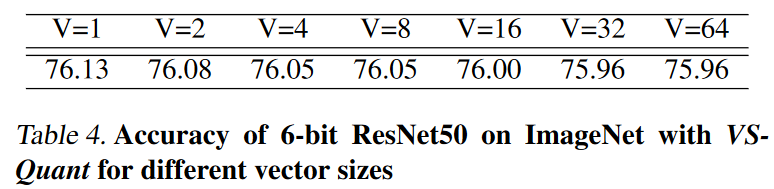 V=1 V=2 V=4 V=8 V=16 V=32 V=64
76.13 76.08 76.05 76.05 76.00 75.96 75.96
Table 4. Accuracy of 6-bit ResNet50 on ImageNet with VS-
Quant for different vector sizes